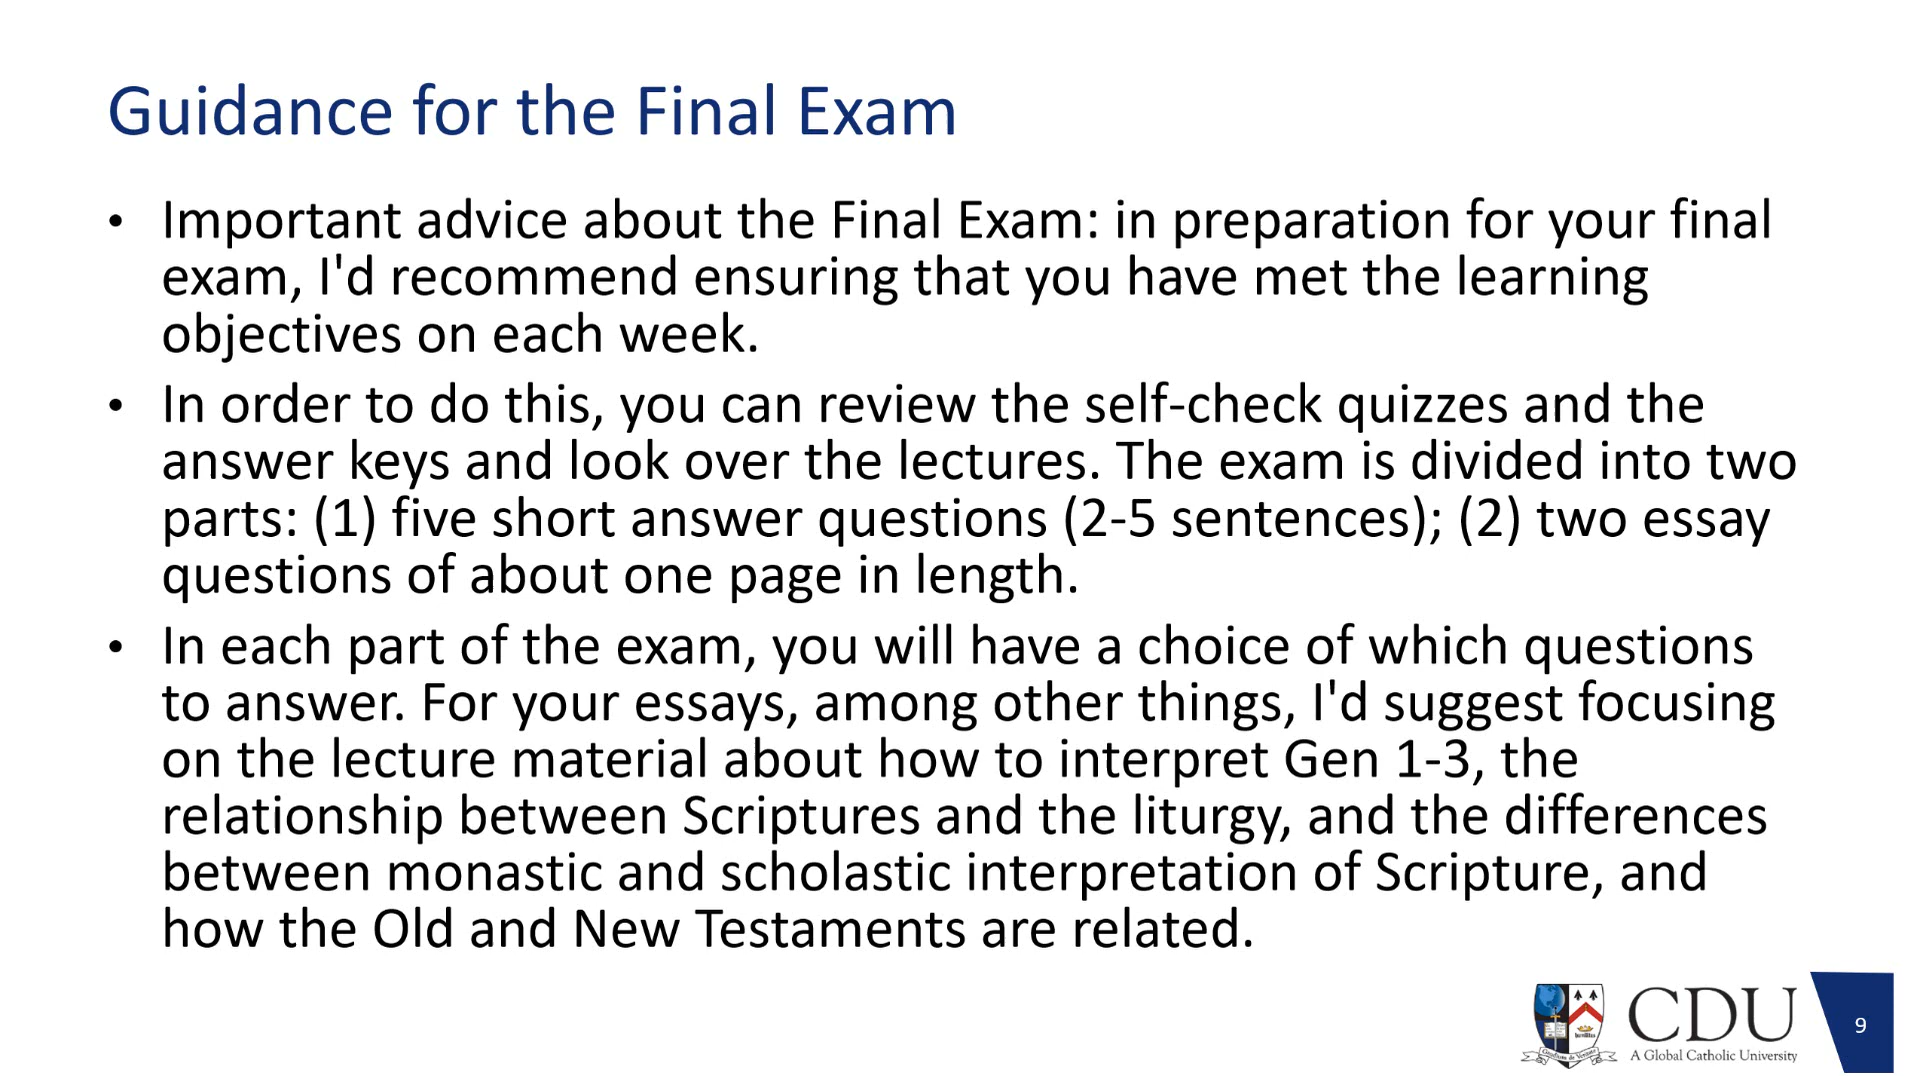 Guidance for the Final Exam
• Important advice about the Final Exam: in preparation for your final
exam, I'd recommend ensuring that you have met the learning
objectives on each week.
• In order to do this, you can review the self-check quizzes and the
answer keys and look over the lectures. The exam is divided into two
parts: (1) five short answer questions (2-5 sentences); (2) two essay
questions of about one page in length.
• In each part of the exam, you will have a choice of which questions
to answer. For your essays, among other things, I'd suggest focusing
on the lecture material about how to interpret Gen 1-3, the
relationship between Scriptures and the liturgy, and the differences
between monastic and scholastic interpretation of Scripture, and
how the Old and New Testaments are related.
CDU
A Global Catholic University
9